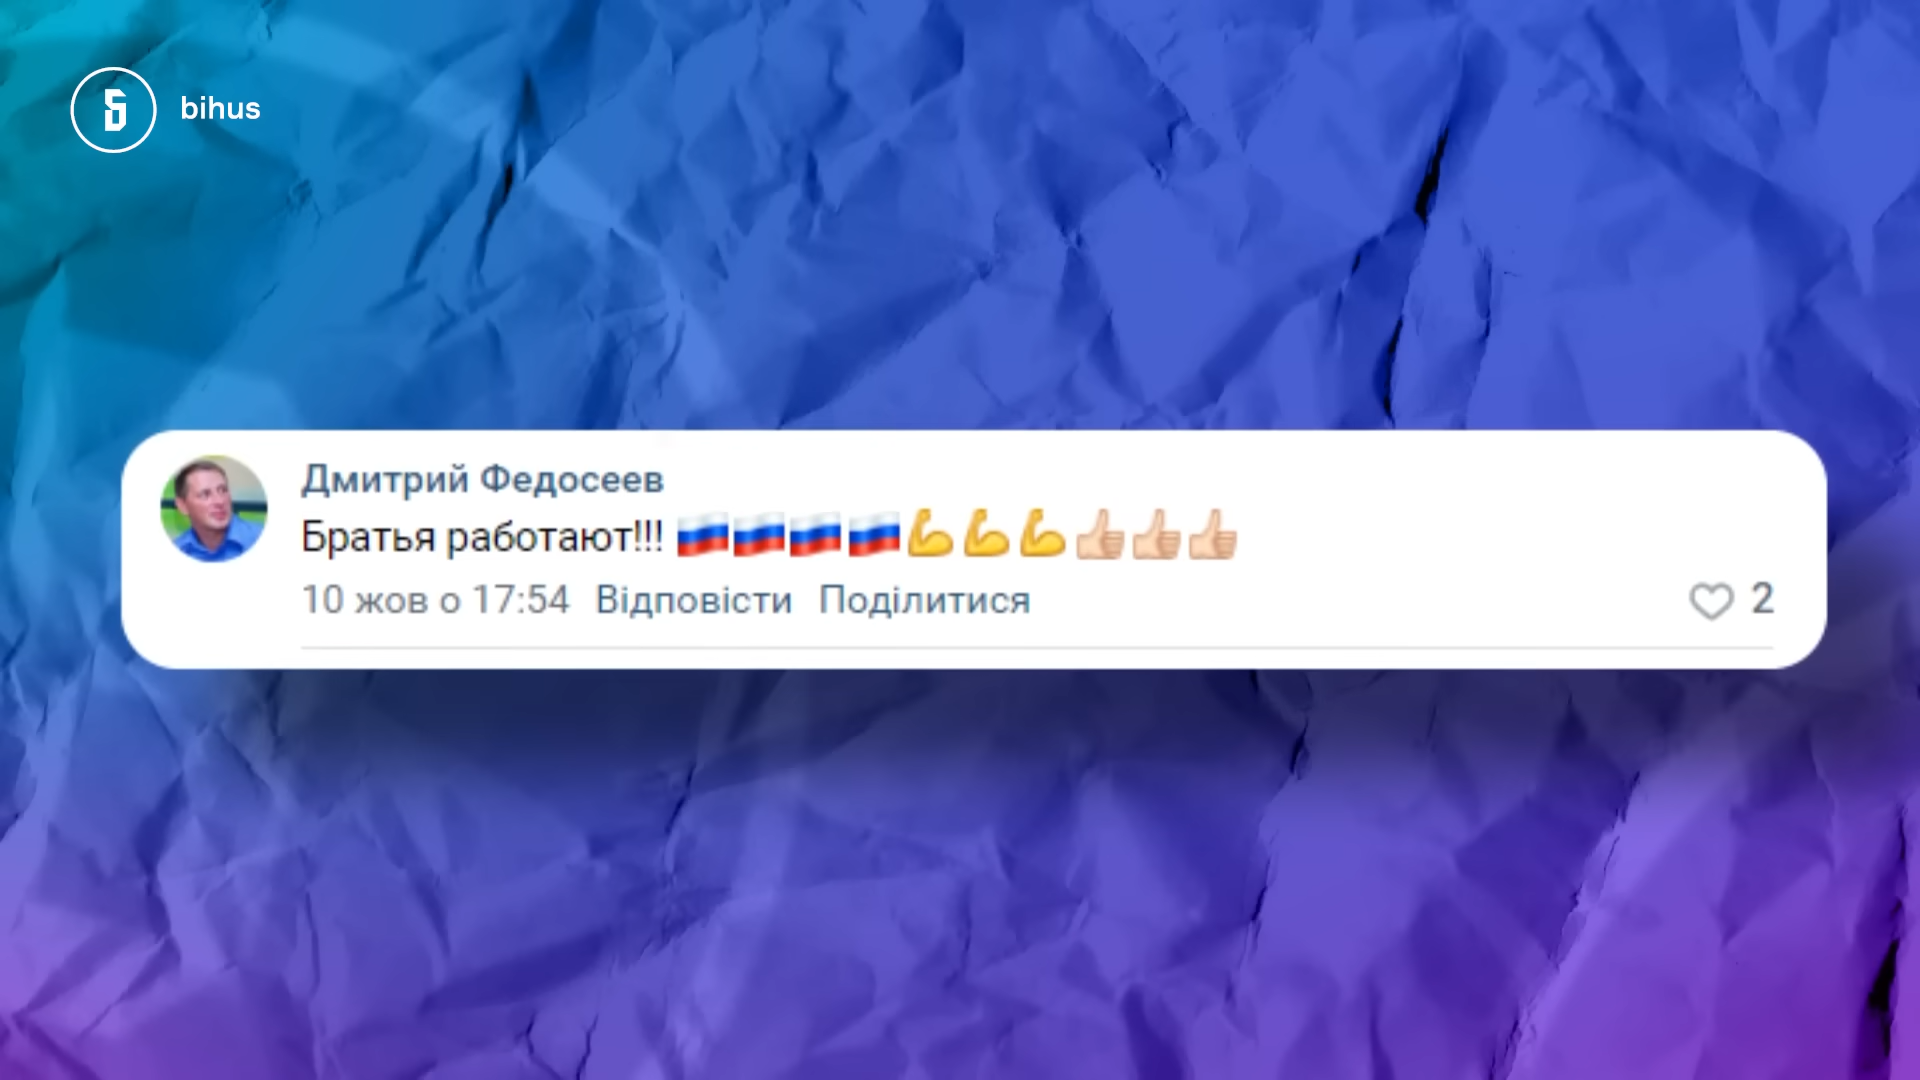 bihus
Дмитрий Федосеев
Братья работают!!! 🇷🇺🇷🇺🇷🇺🇷🇺💪💪💪👍🏻👍🏻👍🏻
10 жов о 17:54 Відповісти Поділитися 2